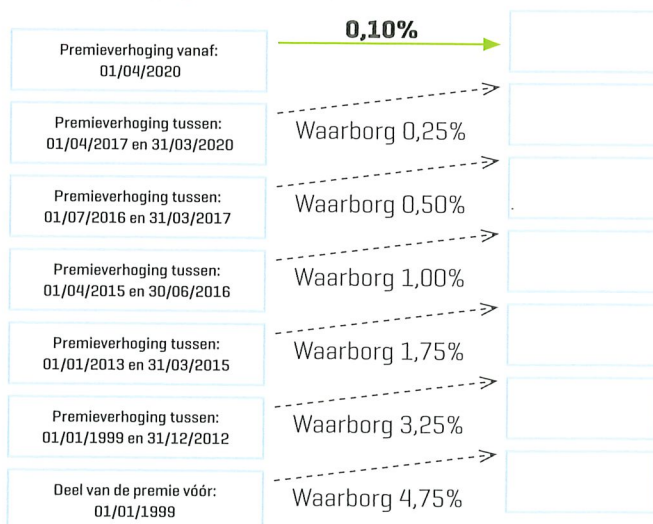 0,10%
Premieverhoging vanaf:
01/04/2020
Premieverhoging tussen:
01/04/2017 en 31/03/2020
Waarborg 0,25%
Premieverhoging tussen:
01/07/2016 en 31/03/2017
Waarborg 0,50%
Premieverhoging tussen:
01/04/2015 en 30/06/2016
Waarborg 1,00%
Premieverhoging tussen:
01/01/2013 en 31/03/2015
Waarborg 1,75%
Premieverhoging tussen:
01/01/1999 en 31/12/2012
Waarborg 3,25%
Deel van de premie vóór:
01/01/1999
Waarborg 4,75%